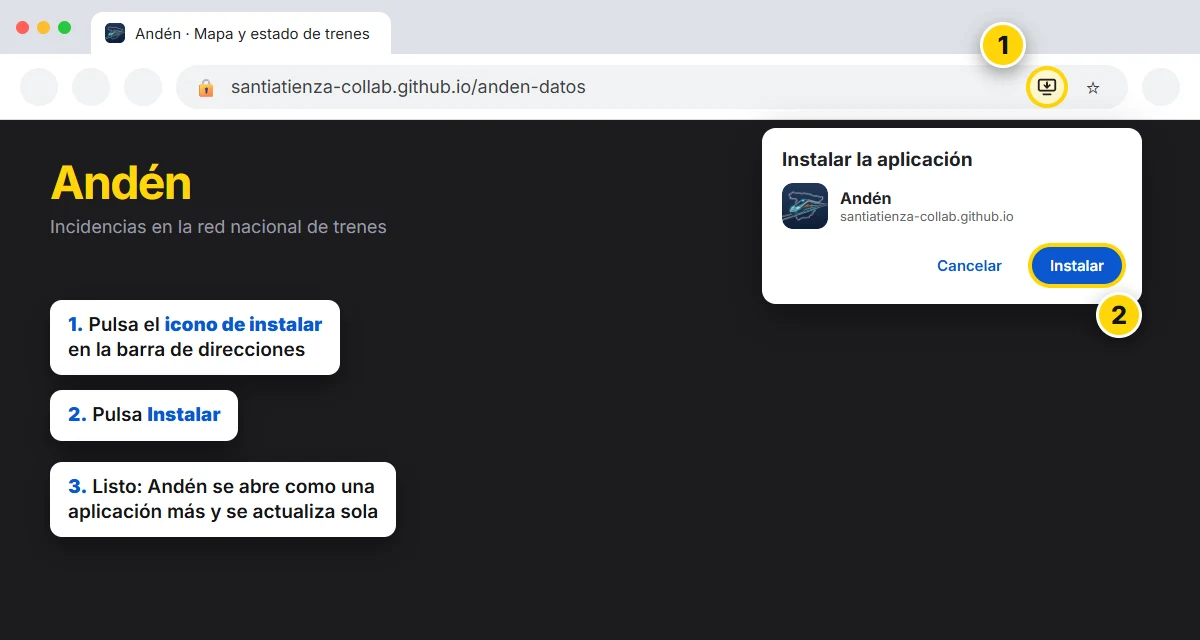 Andén · Mapa y estado de trenes
1
santiatienza-collab.github.io/anden-datos
Instalar la aplicación
Andén
santiatienza-collab.github.io
Cancelar
Instalar
2
Andén
Incidencias en la red nacional de trenes
1. Pulsa el icono de instalar
en la barra de direcciones
2. Pulsa Instalar
3. Listo: Andén se abre como una
aplicación más y se actualiza sola